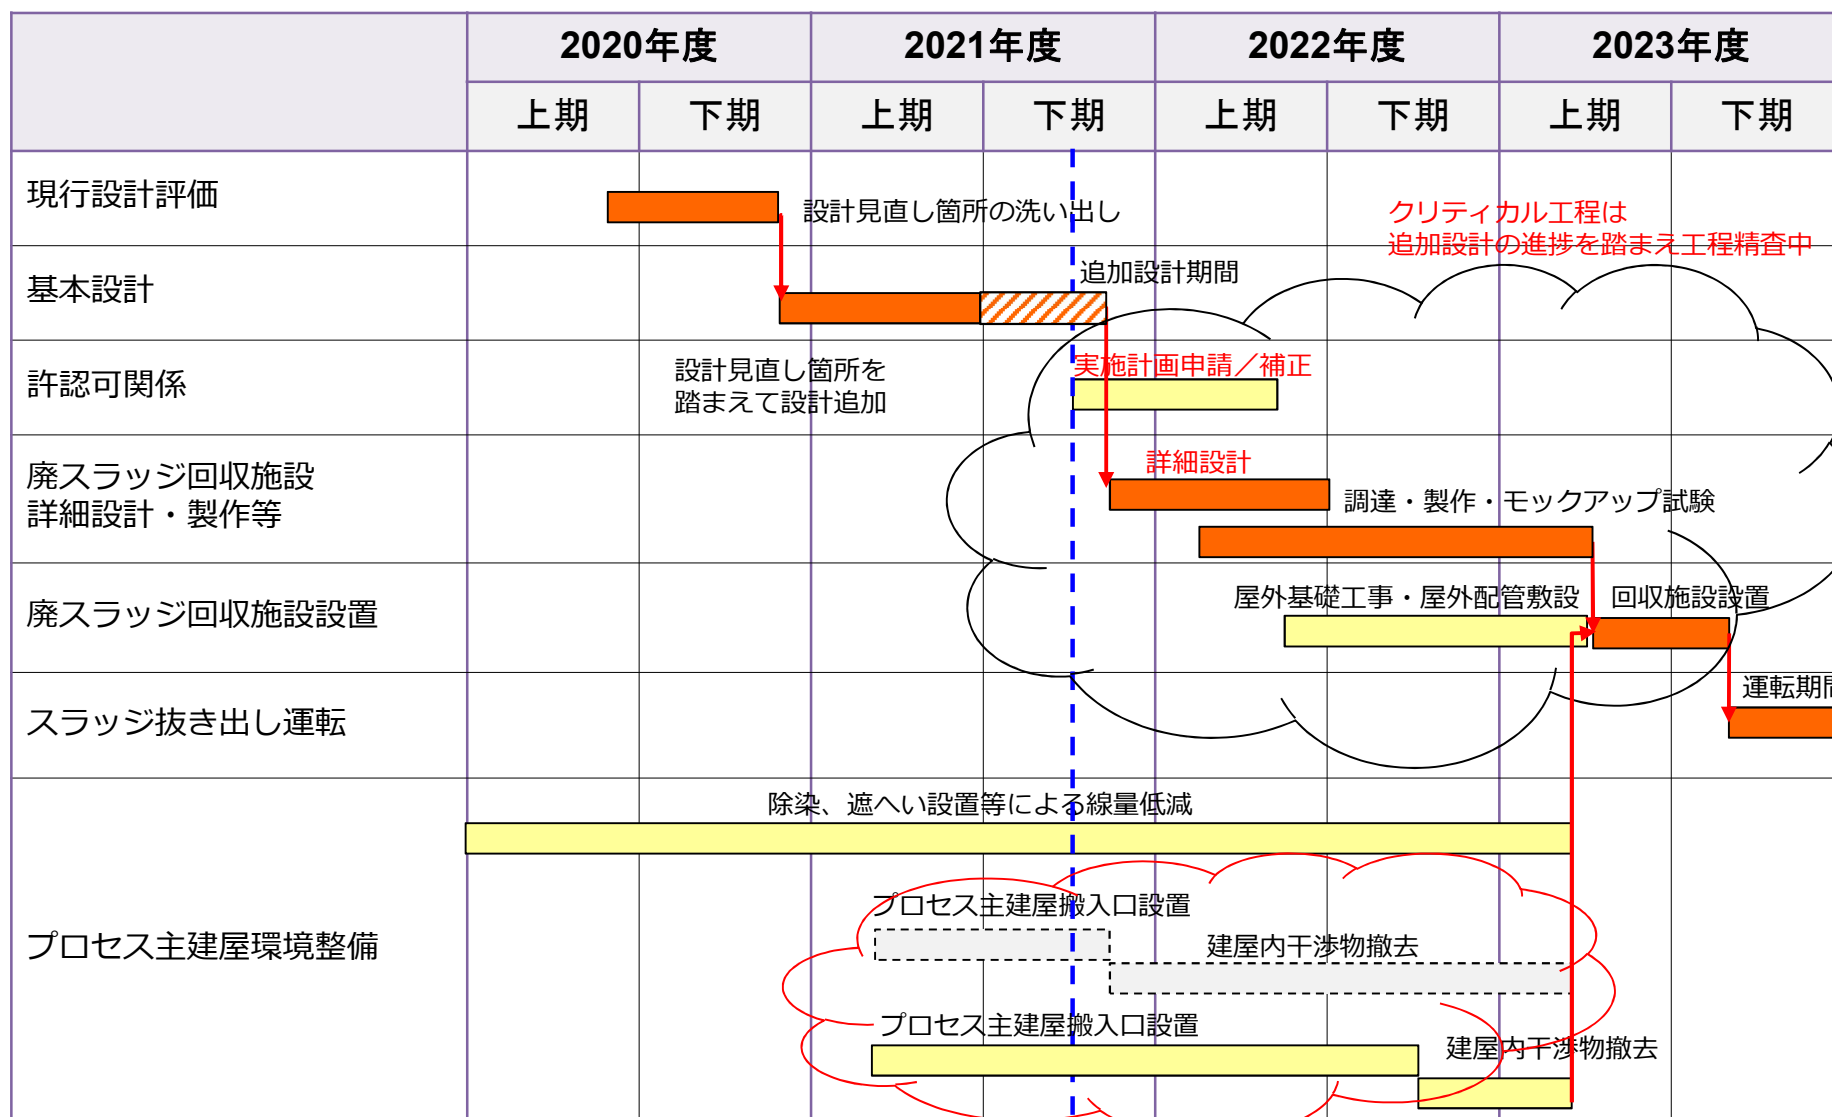 2020年度 2021年度 2022年度 2023年度
上期 下期 上期 下期 上期 下期 上期 下期
現行設計評価
設計見直し箇所の洗い出し
クリティカル工程は
追加設計の進捗を踏まえ工程精査中
基本設計
追加設計期間
許認可関係
設計見直し箇所を
踏まえて設計追加
実施計画申請／補正
廃スラッジ回収施設
詳細設計・製作等
詳細設計
調達・製作・モックアップ試験
廃スラッジ回収施設設置
屋外基礎工事・屋外配管敷設
回収施設設置
スラッジ抜き出し運転
運転期間
除染、遮へい設置等による線量低減
プロセス主建屋環境整備
プロセス主建屋搬入口設置
建屋内干渉物撤去
プロセス主建屋搬入口設置
建屋内干渉物撤去